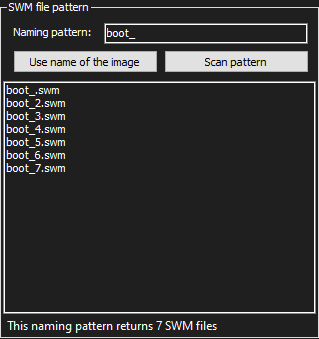 SWM file pattern
Naming pattern: boot_
Use name of the image Scan pattern
boot_.swm
boot_2.swm
boot_3.swm
boot_4.swm
boot_5.swm
boot_6.swm
boot_7.swm
This naming pattern returns 7 SWM files